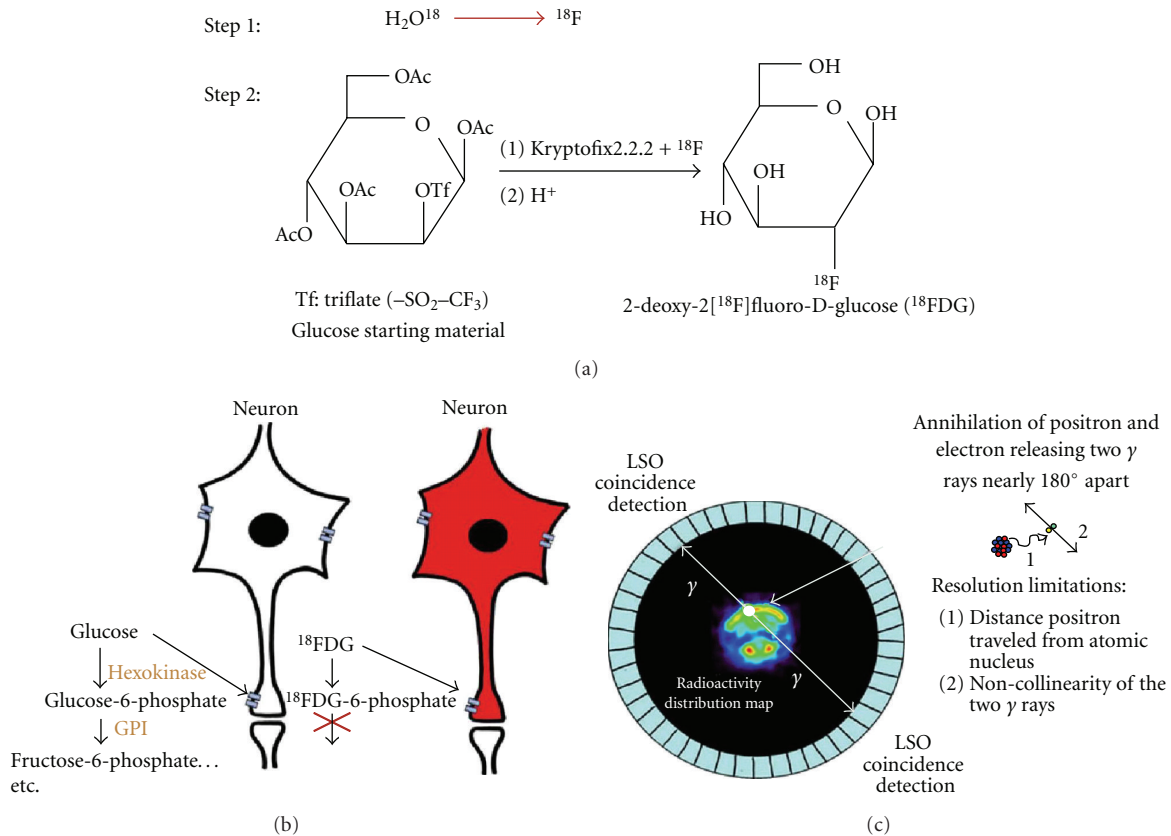 Step 1:
H₂O¹⁸
¹⁸F
Step 2:
OAc
O
OAc
OAc
OTf
AcO
(1) Kryptofix2.2.2 + ¹⁸F
(2) H⁺
OH
O
OH
OH
HO
¹⁸F
Tf: triflate (–SO₂–CF₃)
Glucose starting material
2-deoxy-2[¹⁸F]fluoro-D-glucose (¹⁸FDG)
(a)
Neuron
Neuron
Glucose
Hexokinase
Glucose-6-phosphate
GPI
Fructose-6-phosphate…
etc.
¹⁸FDG
¹⁸FDG-6-phosphate
(b)
LSO
coincidence
detection
γ
γ
Radioactivity
distribution map
LSO
coincidence
detection
Annihilation of positron and
electron releasing two γ
rays nearly 180° apart
2
1
Resolution limitations:
(1) Distance positron
traveled from atomic
nucleus
(2) Non-collinearity of the
two γ rays
(c)